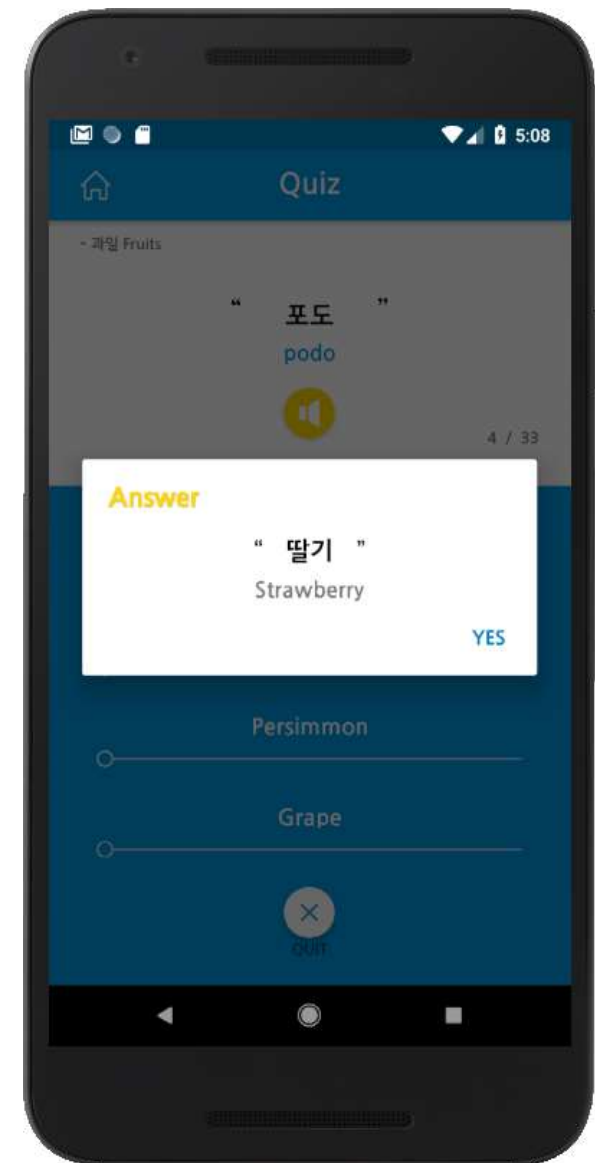 5:08
Quiz
- 과일 Fruits
“ 포도 ”
podo
4 / 33
Answer
“ 딸기 ”
Strawberry
YES
Persimmon
Grape
quit